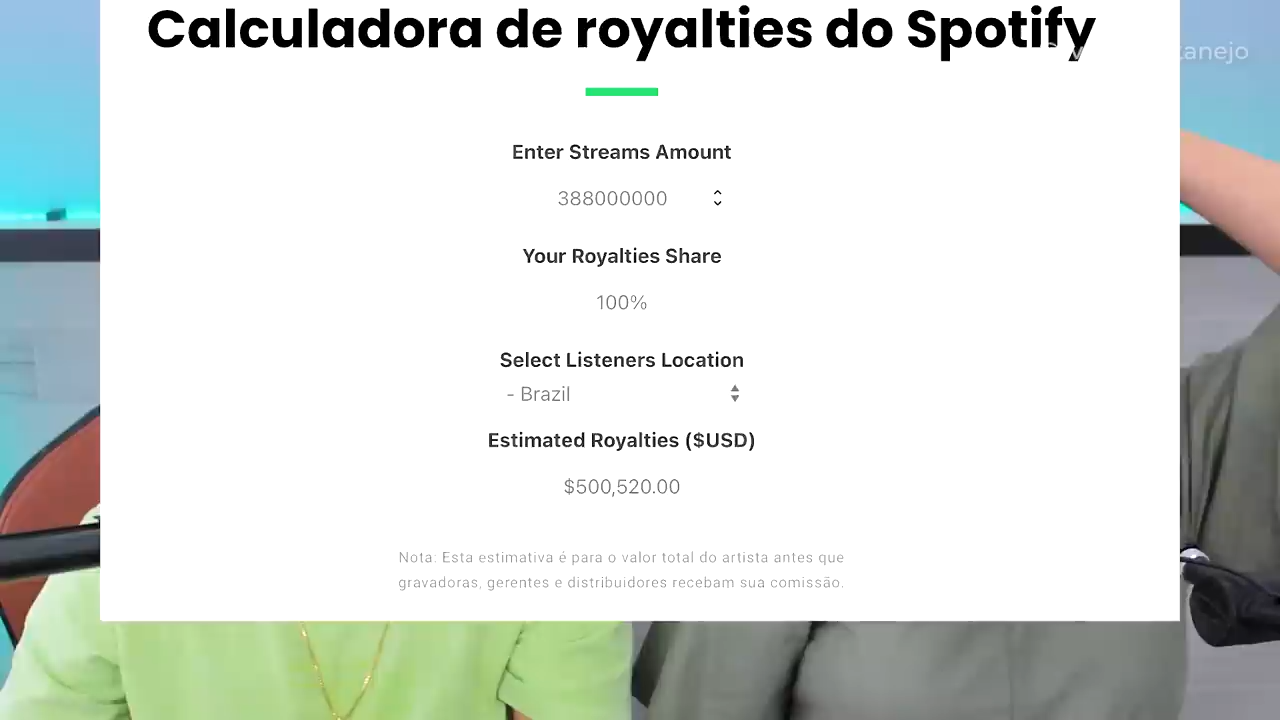 Calculadora de royalties do Spotify
Enter Streams Amount
388000000
Your Royalties Share
100%
Select Listeners Location
- Brazil
Estimated Royalties ($USD)
$500,520.00
Nota: Esta estimativa é para o valor total do artista antes que
gravadoras, gerentes e distribuidores recebam sua comissão.